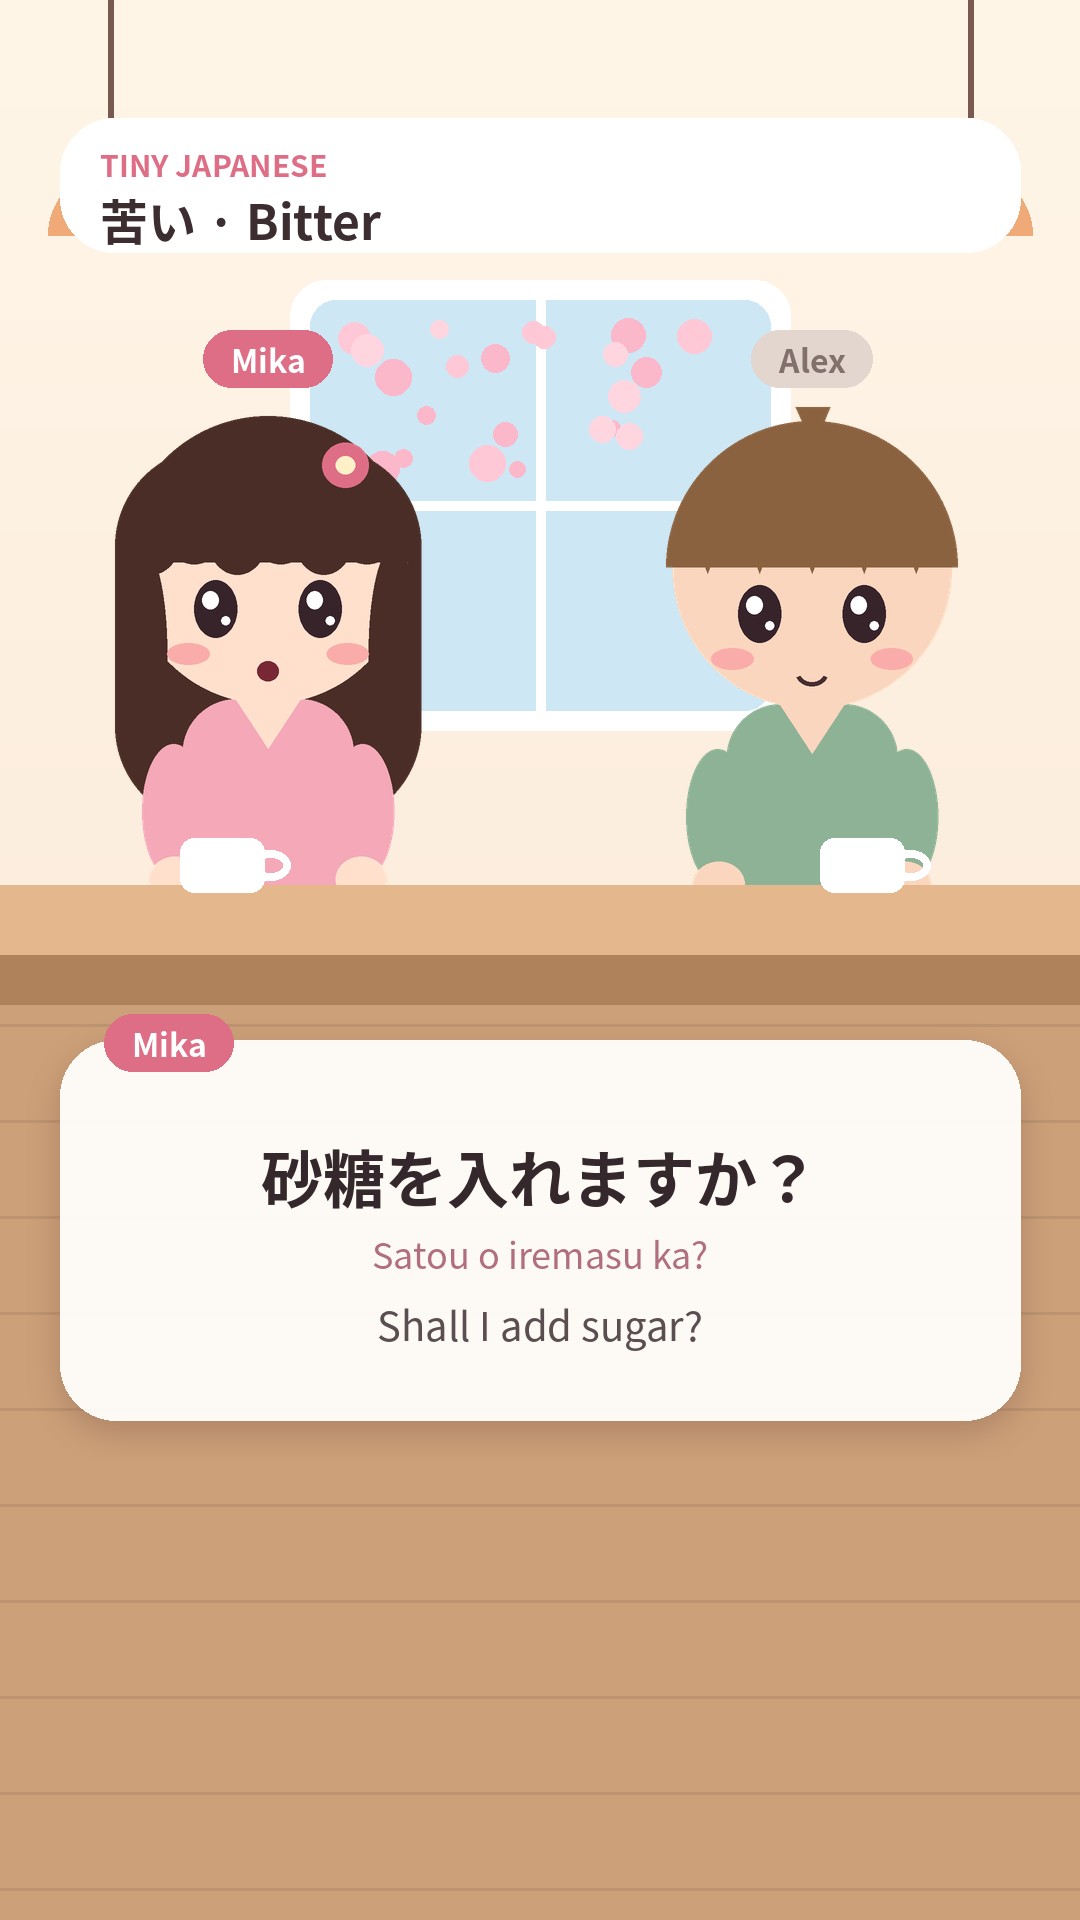 TINY JAPANESE
苦い · Bitter
Mika
Alex
Mika
砂糖を入れますか？
Satou o iremasu ka?
Shall I add sugar?